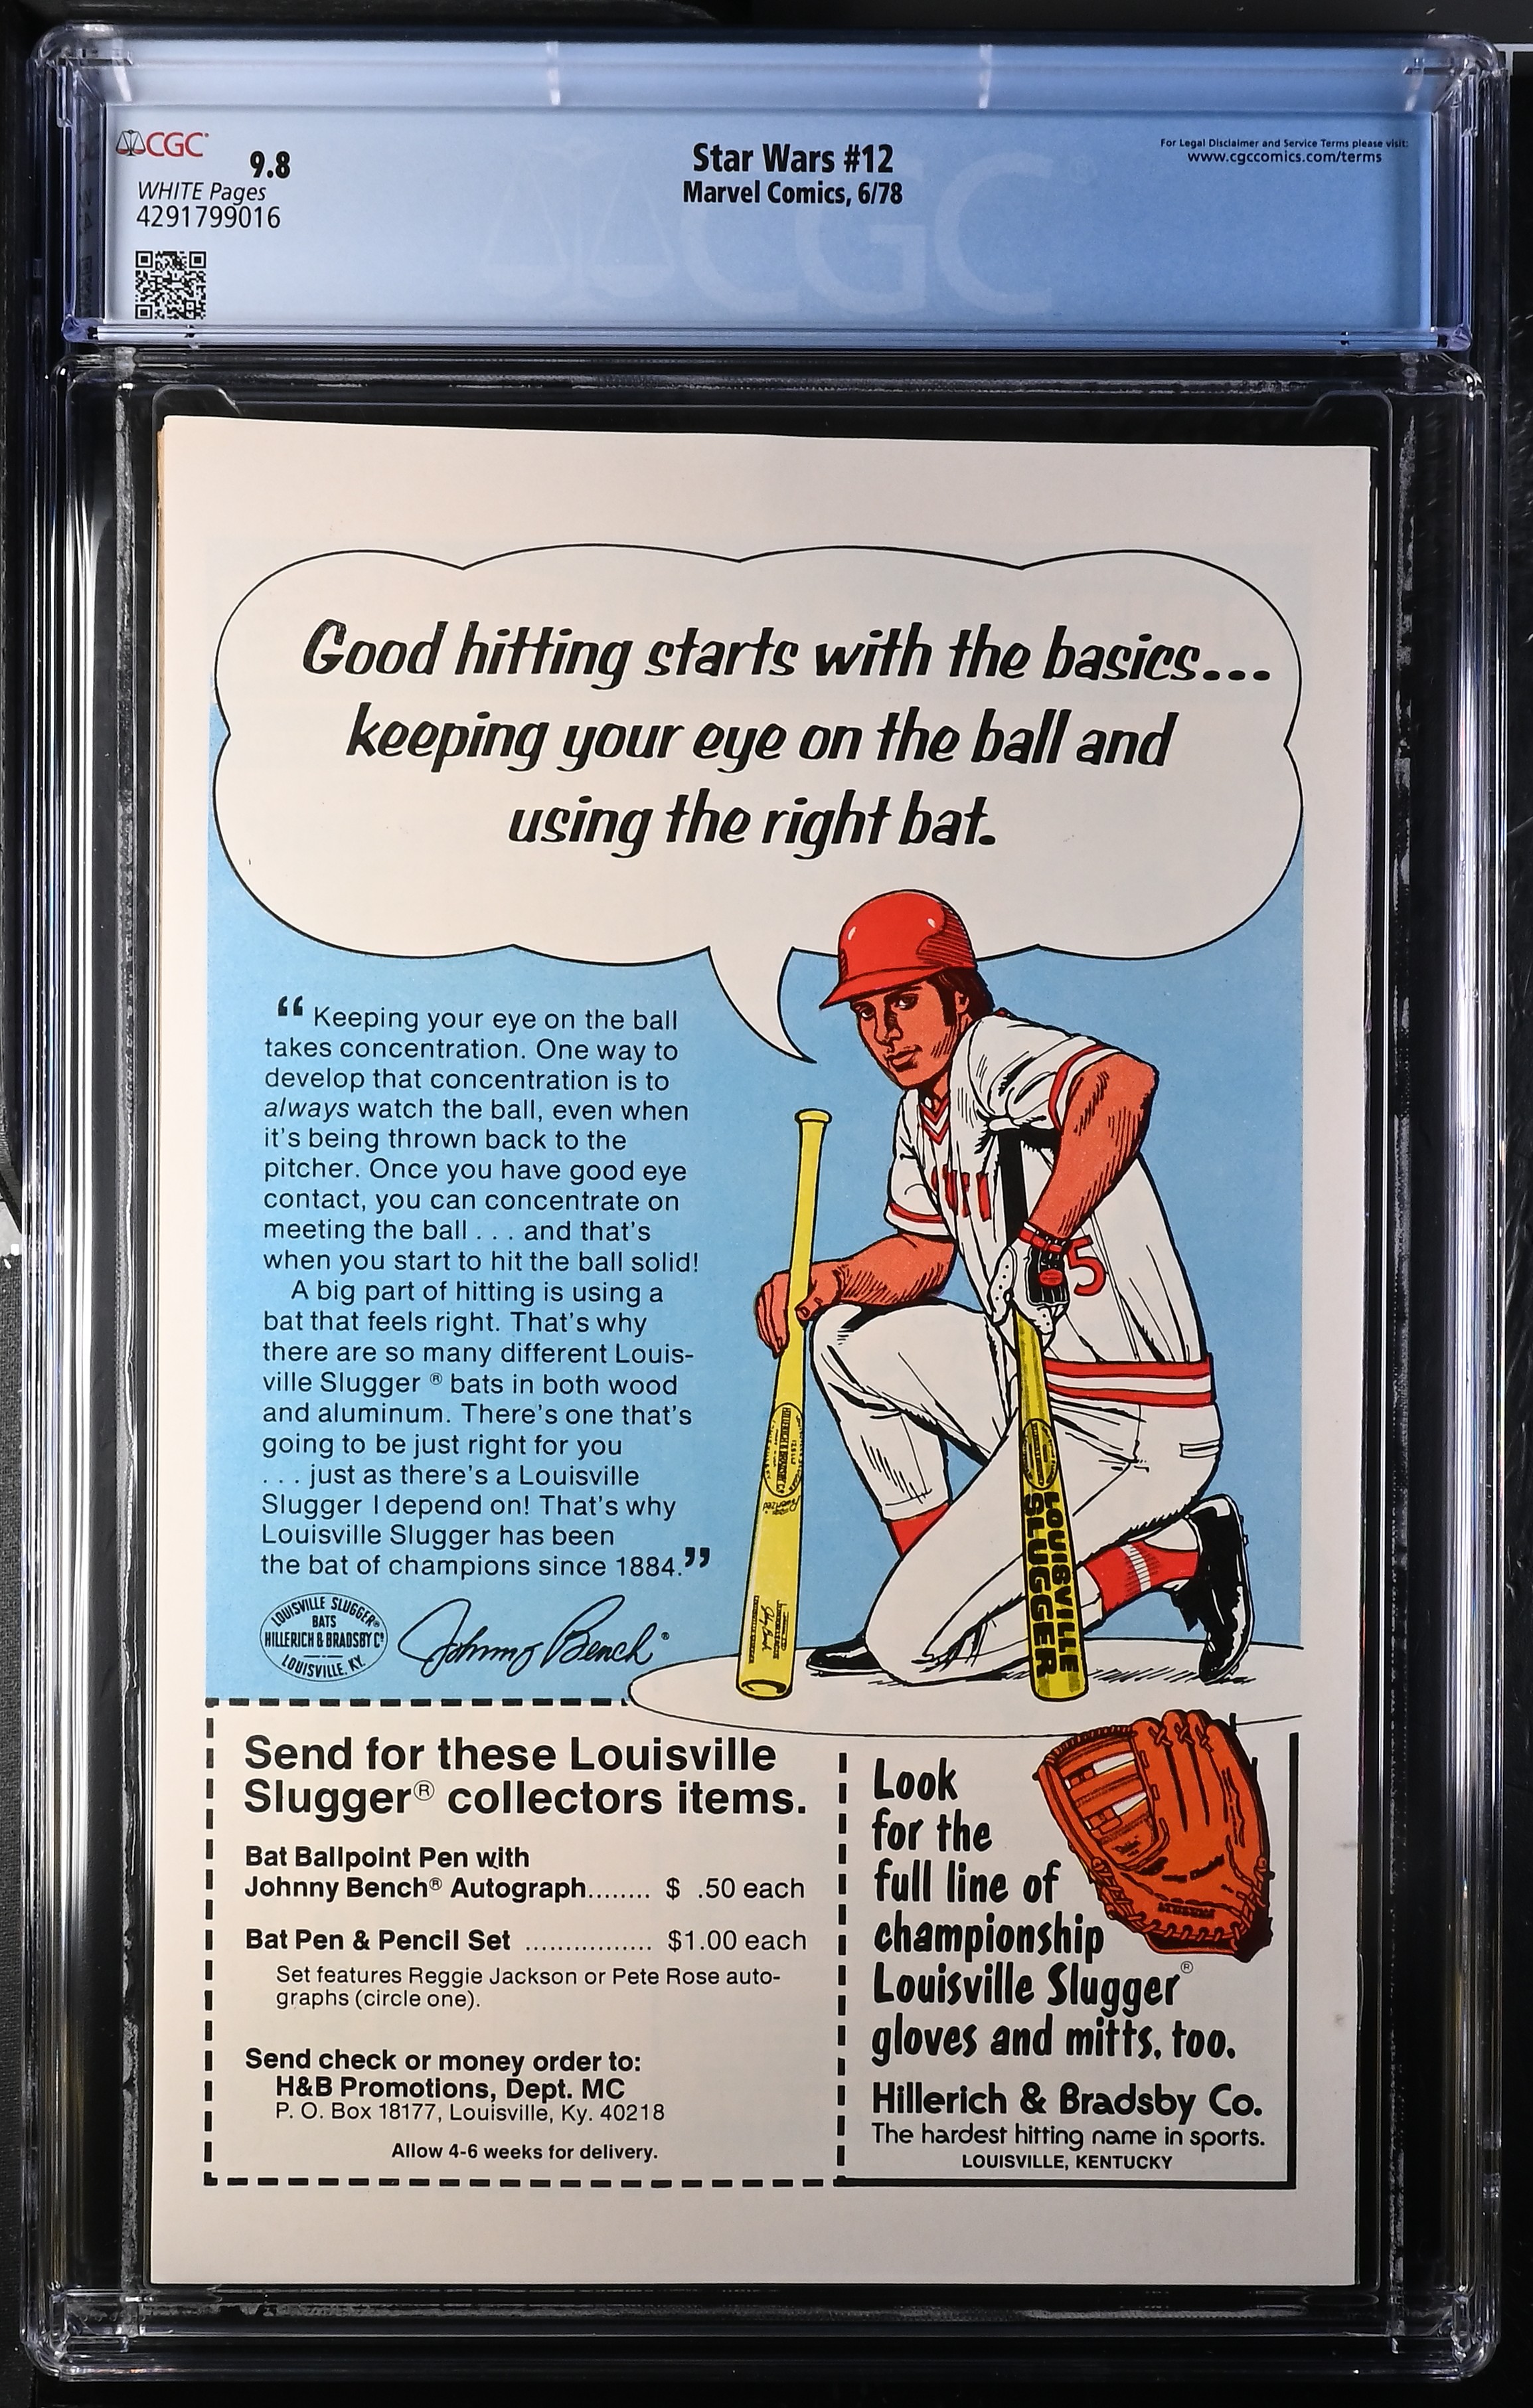 CGC
9.8
WHITE Pages
4291799016
Star Wars #12
Marvel Comics, 6/78
For Legal Disclaimer and Service Terms please visit:
www.cgccomics.com/terms
CGC®
Good hitting starts with the basics...
keeping your eye on the ball and
using the right bat.
“ Keeping your eye on the ball
takes concentration. One way to
develop that concentration is to
always watch the ball, even when
it's being thrown back to the
pitcher. Once you have good eye
contact, you can concentrate on
meeting the ball . . . and that's
when you start to hit the ball solid!
A big part of hitting is using a
bat that feels right. That's why
there are so many different Louis-
ville Slugger ® bats in both wood
and aluminum. There's one that's
going to be just right for you
. . . just as there's a Louisville
Slugger I depend on! That's why
Louisville Slugger has been
the bat of champions since 1884.”
LOUISVILLE SLUGGER®
BATS
HILLERICH & BRADSBY Cº
LOUISVILLE, KY.
Johnny Bench®
5
LOUISVILLE
SLUGGER
Send for these Louisville
Slugger® collectors items.
Bat Ballpoint Pen with
Johnny Bench® Autograph........ $ .50 each
Bat Pen & Pencil Set ................ $1.00 each
Set features Reggie Jackson or Pete Rose auto-
graphs (circle one).
Send check or money order to:
H&B Promotions, Dept. MC
P. O. Box 18177, Louisville, Ky. 40218
Allow 4-6 weeks for delivery.
Look
for the
full line of
championship
Louisville Slugger®
gloves and mitts, too.
Hillerich & Bradsby Co.
The hardest hitting name in sports.
LOUISVILLE, KENTUCKY